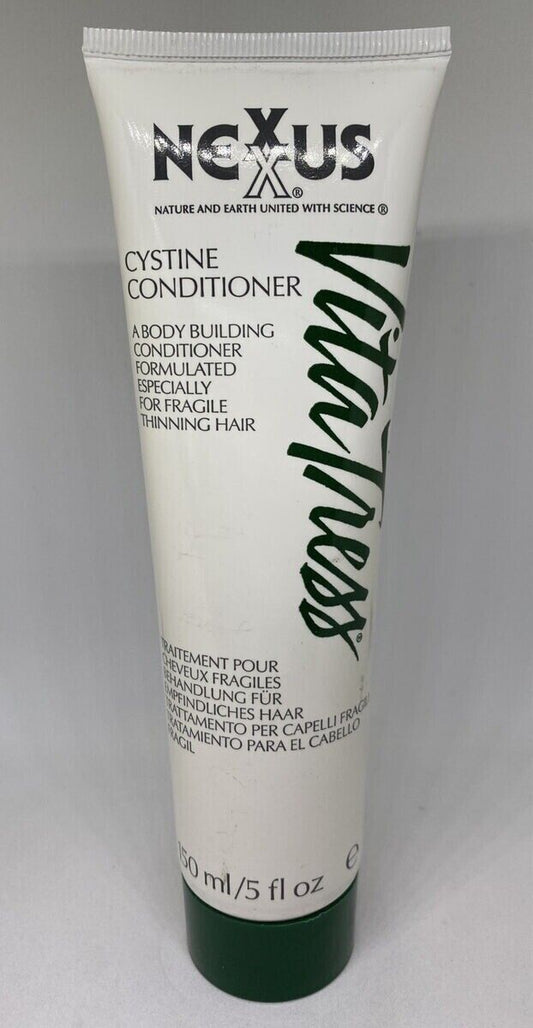 NEXXUS®
NATURE AND EARTH UNITED WITH SCIENCE ®
CYSTINE
CONDITIONER
A BODY BUILDING
CONDITIONER
FORMULATED
ESPECIALLY
FOR FRAGILE
THINNING HAIR
VitaTress®
TRAITEMENT POUR
CHEVEUX FRAGILES
BEHANDLUNG FÜR
EMPFINDLICHES HAAR
TRATTAMENTO PER CAPELLI FRAGILI
TRATAMIENTO PARA EL CABELLO
FRAGIL
150 ml/5 fl oz e